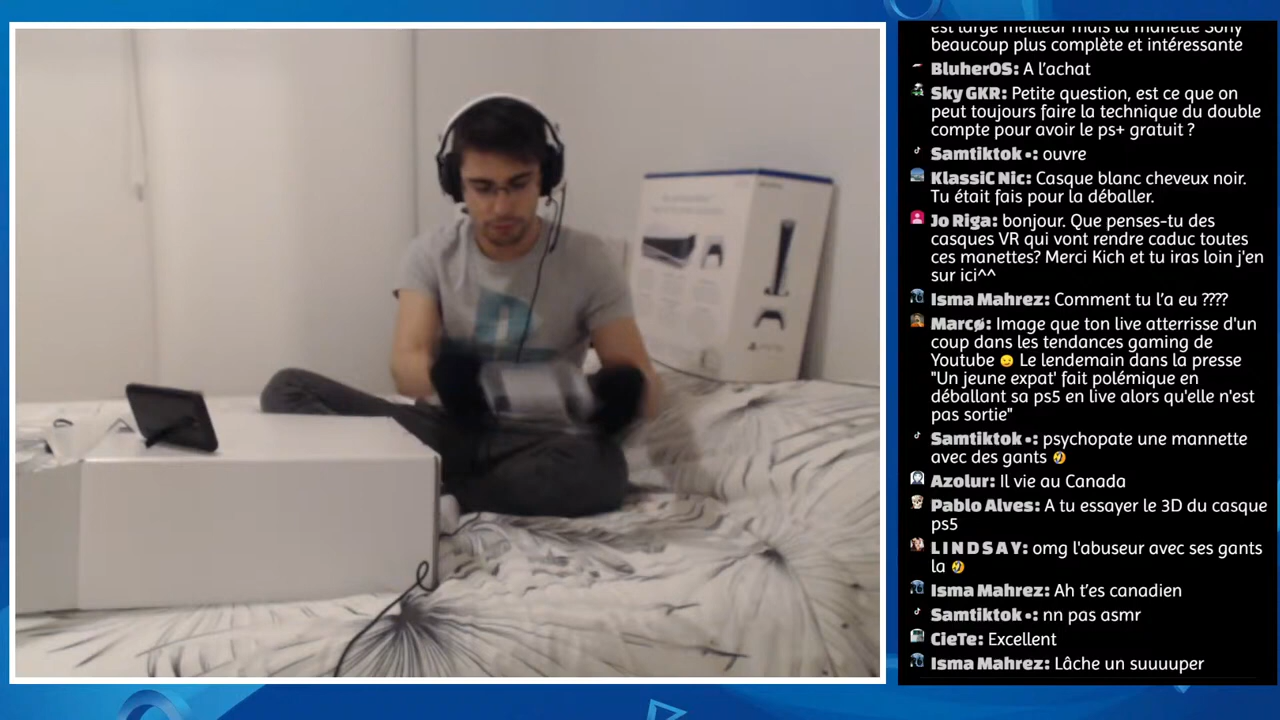 est large meilleur mais la manette Sony
beaucoup plus complète et intéressante
BluherOS: A l’achat
Sky GKR: Petite question, est ce que on
peut toujours faire la technique du double
compte pour avoir le ps+ gratuit ?
Samtiktok •: ouvre
KlassiC Nic: Casque blanc cheveux noir.
Tu était fais pour la déballer.
Jo Riga: bonjour. Que penses-tu des
casques VR qui vont rendre caduc toutes
ces manettes? Merci Kich et tu iras loin j'en
sur ici^^
Isma Mahrez: Comment tu l’a eu ????
Marcø: Image que ton live atterrisse d'un
coup dans les tendances gaming de
Youtube 😔 Le lendemain dans la presse
"Un jeune expat' fait polémique en
déballant sa ps5 en live alors qu'elle n'est
pas sortie"
Samtiktok •: psychopate une mannette
avec des gants 🤣
Azolur: Il vie au Canada
Pablo Alves: A tu essayer le 3D du casque
ps5
L I N D S A Y: omg l'abuseur avec ses gants
la 🤣
Isma Mahrez: Ah t’es canadien
Samtiktok •: nn pas asmr
CieTe: Excellent
Isma Mahrez: Lâche un suuuuper